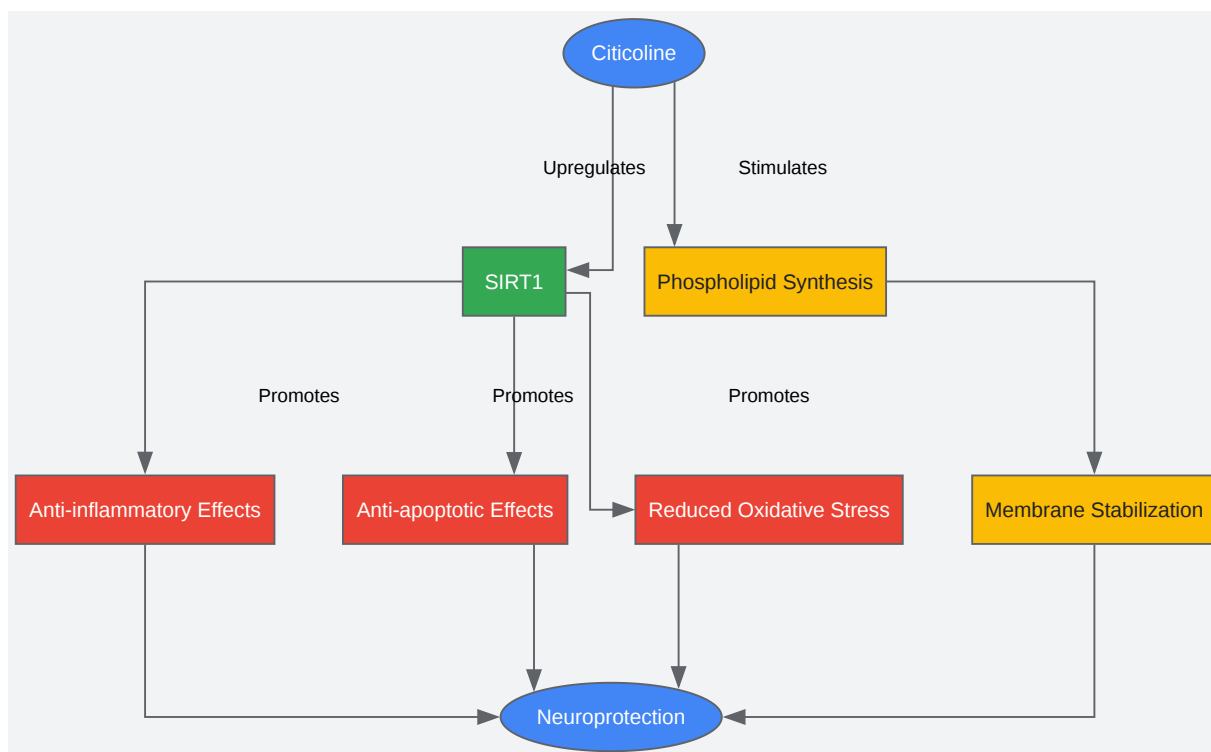 Citicoline
Upregulates
Stimulates
SIRT1
Phospholipid Synthesis
Promotes
Promotes
Promotes
Anti-inflammatory Effects
Anti-apoptotic Effects
Reduced Oxidative Stress
Membrane Stabilization
Neuroprotection